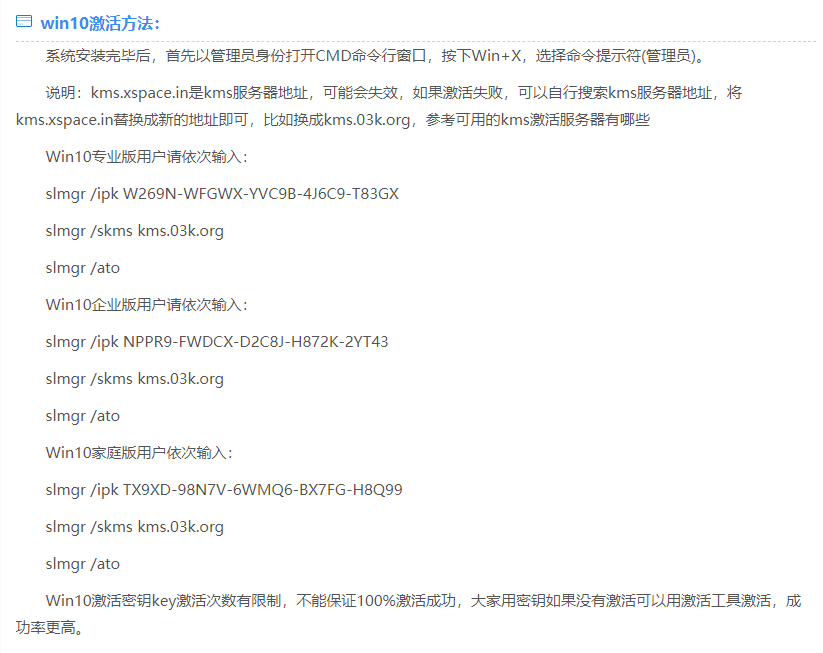 win10激活方法：
系统安装完毕后，首先以管理员身份打开CMD命令行窗口，按下Win+X，选择命令提示符(管理员)。
说明：kms.xspace.in是kms服务器地址，可能会失效，如果激活失败，可以自行搜索kms服务器地址，将
kms.xspace.in替换成新的地址即可，比如换成kms.03k.org，参考可用的kms激活服务器有哪些
Win10专业版用户请依次输入：
slmgr /ipk W269N-WFGWX-YVC9B-4J6C9-T83GX
slmgr /skms kms.03k.org
slmgr /ato
Win10企业版用户请依次输入：
slmgr /ipk NPPR9-FWDCX-D2C8J-H872K-2YT43
slmgr /skms kms.03k.org
slmgr /ato
Win10家庭版用户依次输入：
slmgr /ipk TX9XD-98N7V-6WMQ6-BX7FG-H8Q99
slmgr /skms kms.03k.org
slmgr /ato
Win10激活密钥key激活次数有限制，不能保证100%激活成功，大家用密钥如果没有激活可以用激活工具激活，成
功率更高。